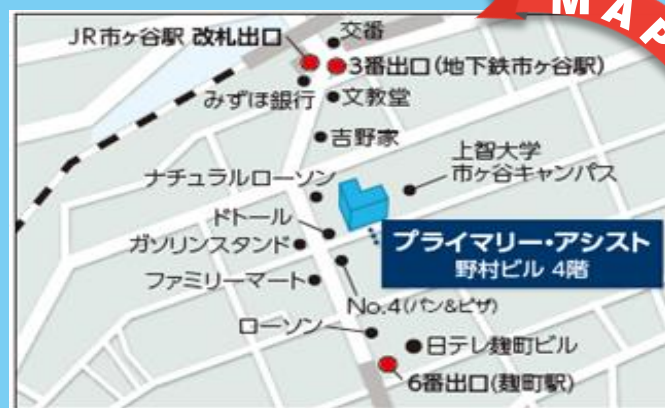 MAP
JR市ヶ谷駅 改札出口
交番
3番出口(地下鉄市ヶ谷駅)
みずほ銀行
文教堂
吉野家
上智大学
市ヶ谷キャンパス
ナチュラルローソン
ドトール
ガソリンスタンド
プライマリー・アシスト
野村ビル 4階
ファミリーマート
No.4(パン&ピザ)
ローソン
日テレ麹町ビル
6番出口(麹町駅)